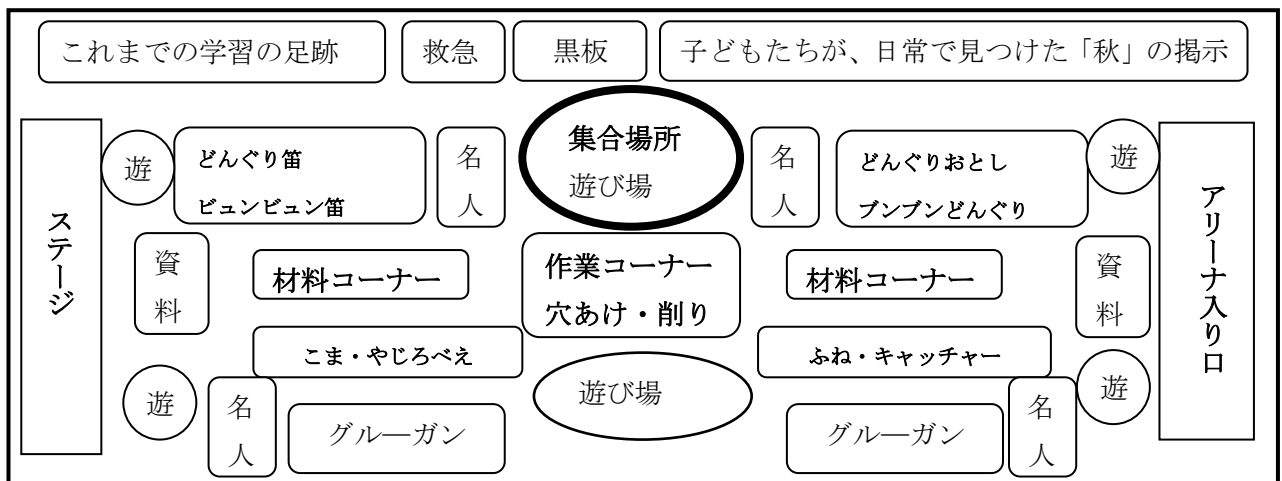 これまでの学習の足跡
救急
黒板
子どもたちが、日常で見つけた「秋」の掲示
ステージ
遊
どんぐり笛
ビュンビュン笛
名人
集合場所
遊び場
名人
どんぐりおとし
ブンブンどんぐり
遊
アリーナ入り口
資料
材料コーナー
作業コーナー
穴あけ・削り
材料コーナー
資料
こま・やじろべえ
ふね・キャッチャー
遊
名人
グル―ガン
遊び場
グル―ガン
名人
遊